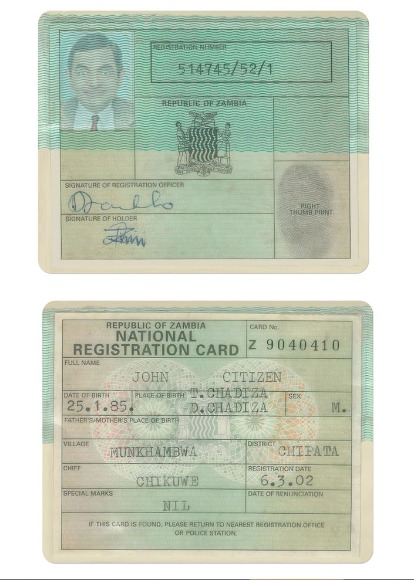 REGISTRATION NUMBER
514745/52/1
REPUBLIC OF ZAMBIA
SIGNATURE OF REGISTRATION OFFICER
SIGNATURE OF HOLDER
RIGHT
THUMB PRINT
REPUBLIC OF ZAMBIA
NATIONAL
REGISTRATION CARD
CARD No.
Z 9040410
FULL NAME
JOHN CITIZEN
DATE OF BIRTH PLACE OF BIRTH T.CHADIZA SEX
25.1.85. D.CHADIZA M.
FATHER'S/MOTHER'S PLACE OF BIRTH
VILLAGE DISTRICT
MUNKHAMBWA CHIPATA
CHIEF REGISTRATION DATE
CHIKUWE 6.3.02
SPECIAL MARKS DATE OF RENUNCIATION
NIL
IF THIS CARD IS FOUND, PLEASE RETURN TO NEAREST REGISTRATION OFFICE
OR POLICE STATION.